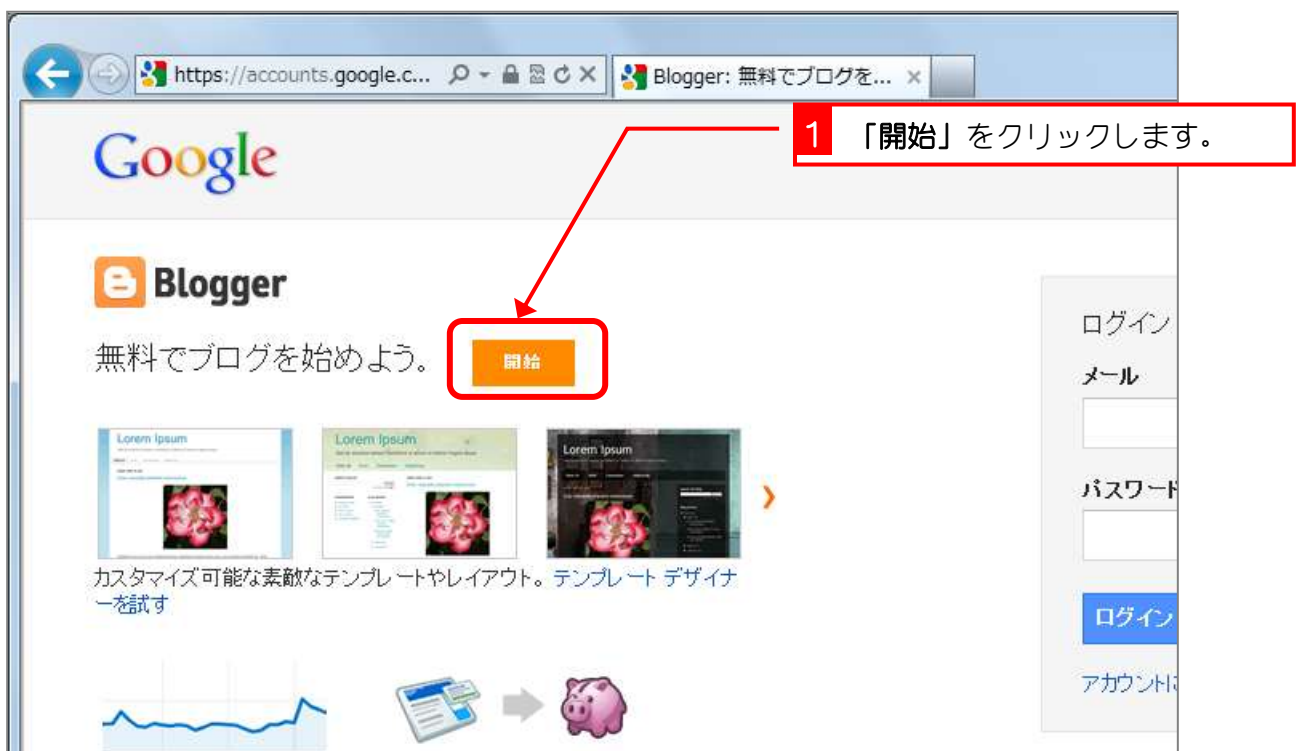 https://accounts.google.c...
Blogger: 無料でブログを...
1 「開始」をクリックします。
Google
Blogger
無料でブログを始めよう。
開始
Lorem Ipsum
Lorem Ipsum
Lorem Ipsum
カスタマイズ可能な素敵なテンプレートやレイアウト。テンプレート デザイナ
ーを試す
ログイン
メール
パスワード
ログイン
アカウントに